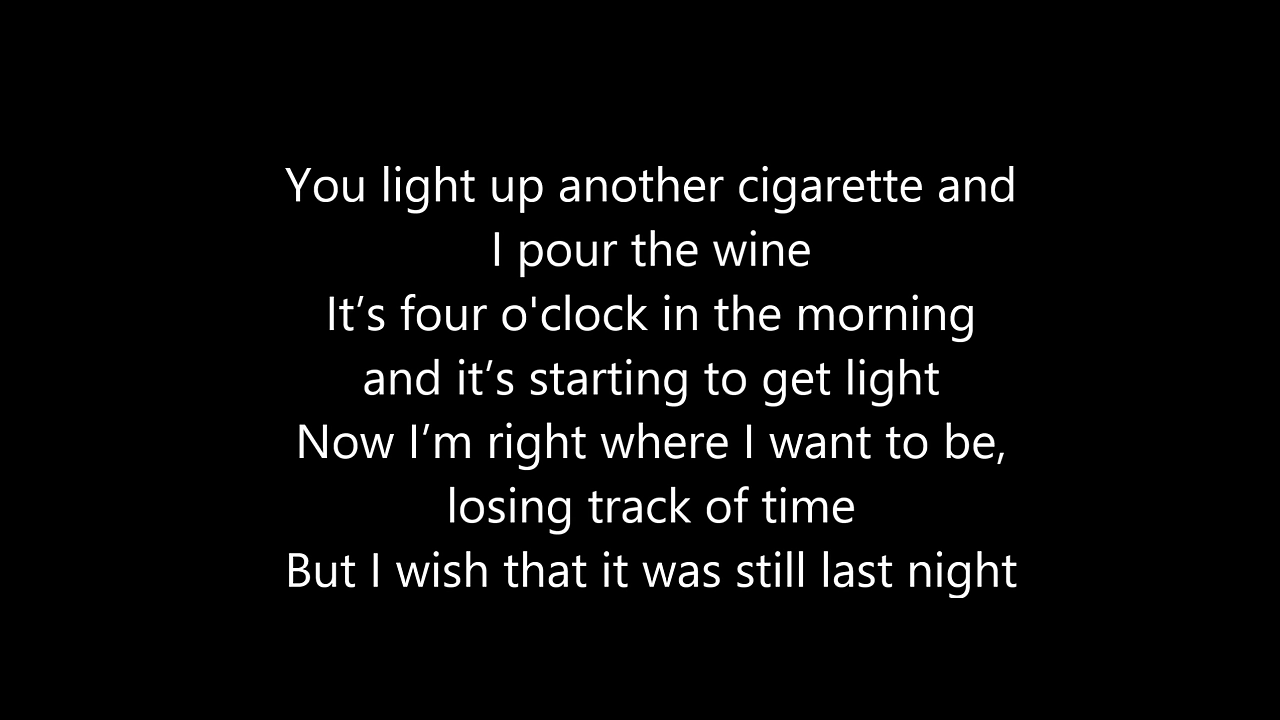 You light up another cigarette and
I pour the wine
It’s four o'clock in the morning
and it’s starting to get light
Now I’m right where I want to be,
losing track of time
But I wish that it was still last night